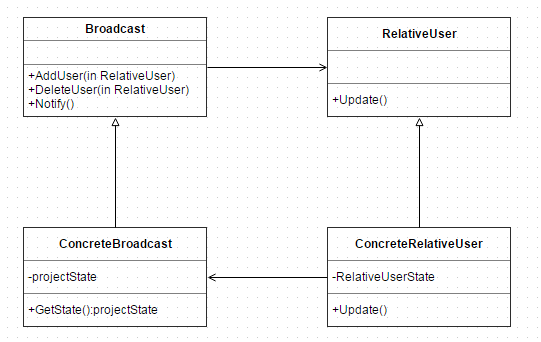 Broadcast
+AddUser(in RelativeUser)
+DeleteUser(in RelativeUser)
+Notify()
RelativeUser
+Update()
ConcreteBroadcast
-projectState
+GetState():projectState
ConcreteRelativeUser
-RelativeUserState
+Update()